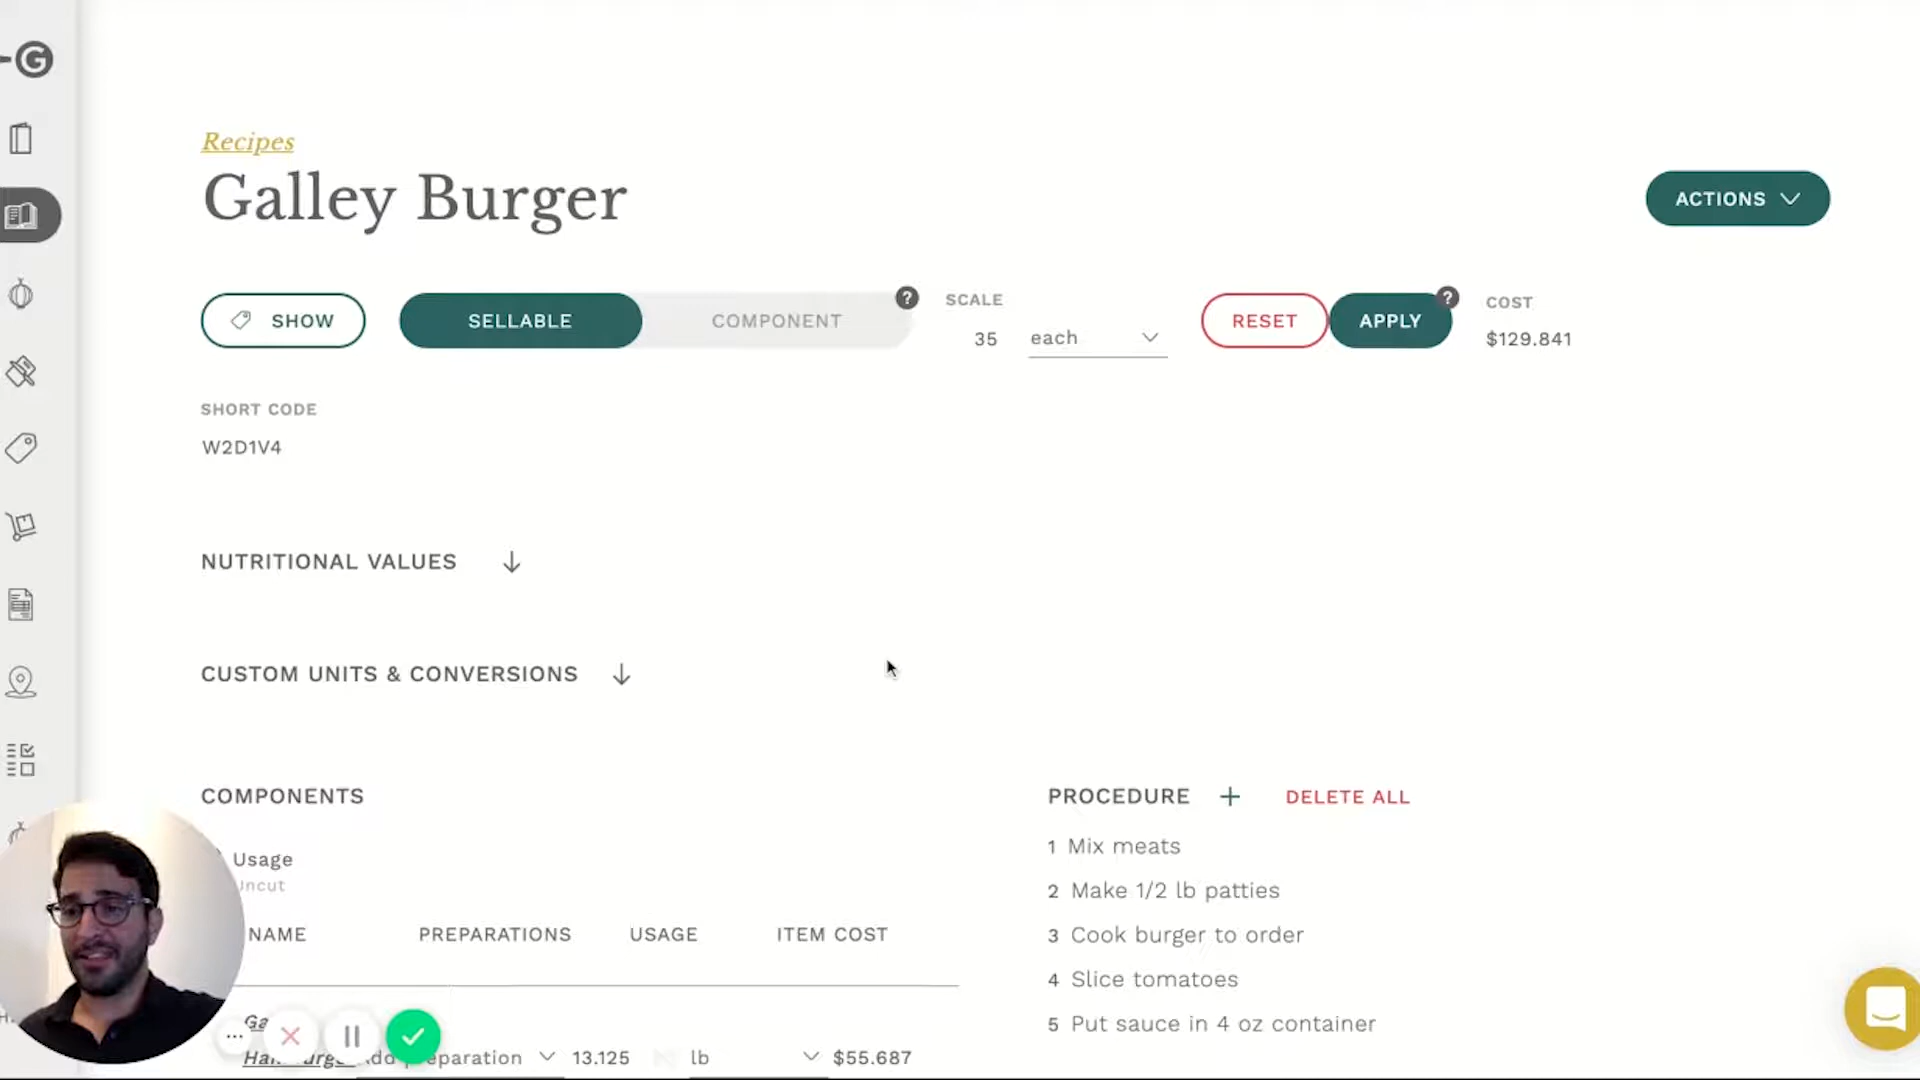 G
Recipes
Galley Burger
ACTIONS
SHOW
SELLABLE
COMPONENT
?
SCALE
35
each
RESET
APPLY
?
COST
$129.841
SHORT CODE
W2D1V4
NUTRITIONAL VALUES
CUSTOM UNITS & CONVERSIONS
COMPONENTS
Usage
Uncut
NAME
PREPARATIONS
USAGE
ITEM COST
13.125
lb
$55.687
PROCEDURE
+
DELETE ALL
1 Mix meats
2 Make 1/2 lb patties
3 Cook burger to order
4 Slice tomatoes
5 Put sauce in 4 oz container